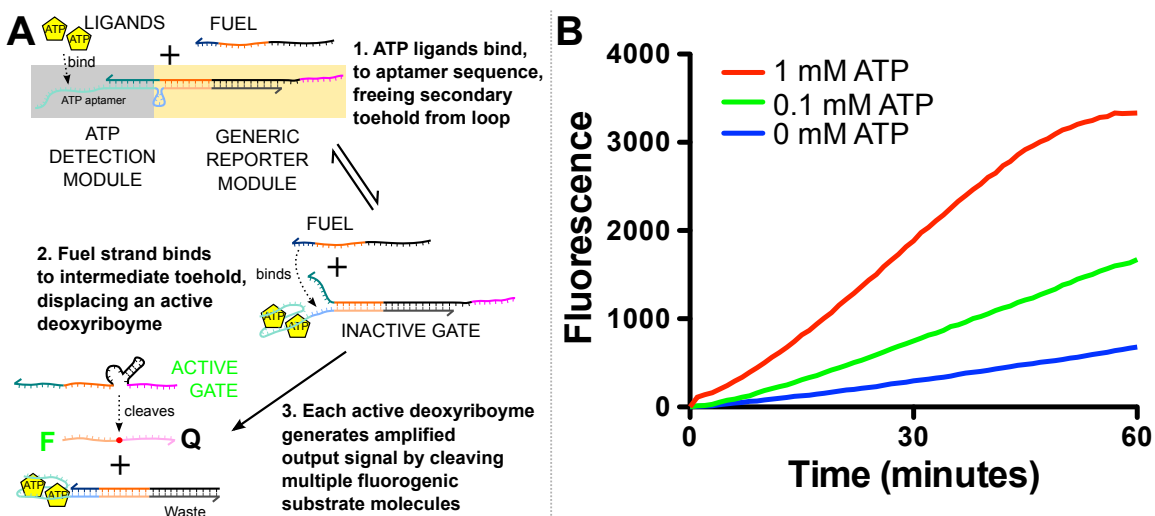 A
LIGANDS
ATP
ATP
FUEL
+
bind
ATP aptamer
1. ATP ligands bind,
to aptamer sequence,
freeing secondary
toehold from loop
ATP
DETECTION
MODULE
GENERIC
REPORTER
MODULE
FUEL
2. Fuel strand binds
to intermediate toehold,
displacing an active
deoxyriboyme
+
binds
ATP
ATP
INACTIVE GATE
ACTIVE
GATE
cleaves
F
Q
+
ATP
ATP
Waste
3. Each active deoxyriboyme
generates amplified
output signal by cleaving
multiple fluorogenic
substrate molecules
B
Fluorescence
4000
3000
2000
1000
0
1 mM ATP
0.1 mM ATP
0 mM ATP
0
30
60
Time (minutes)